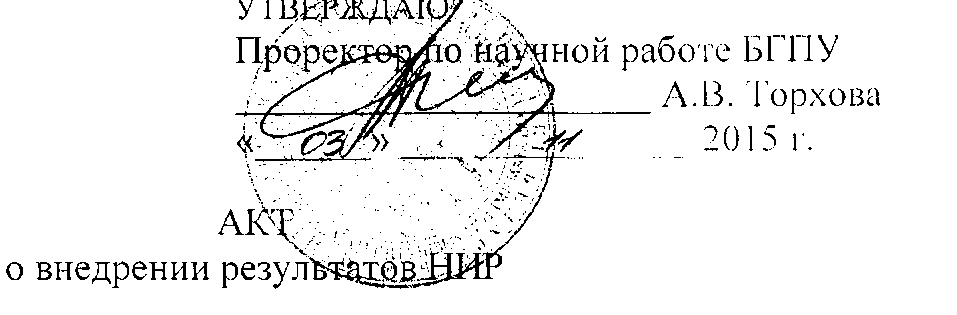 УТВЕРЖДАЮ
Проректор по научной работе БГПУ
А.В. Торхова
« 03 » 11 2015 г.
АКТ
о внедрении результатов НИР